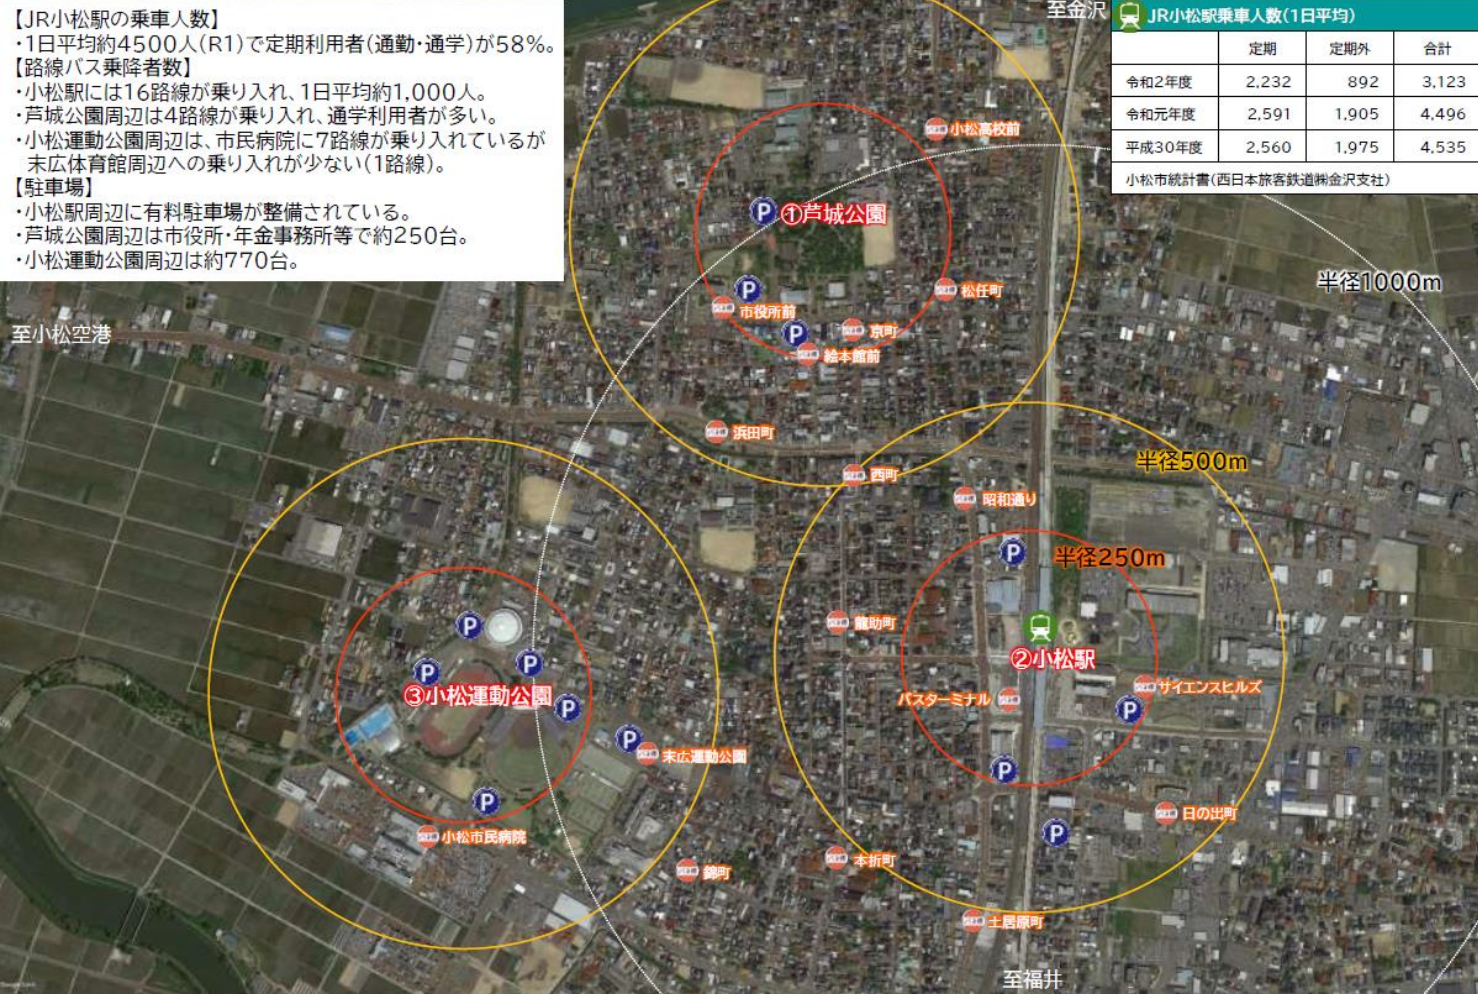 【JR小松駅の乗車人数】
・1日平均約4500人(R1)で定期利用者(通勤・通学)が58%。
【路線バス乗降者数】
・小松駅には16路線が乗り入れ、1日平均約1,000人。
・芦城公園周辺は4路線が乗り入れ、通学利用者が多い。
・小松運動公園周辺は、市民病院に7路線が乗り入れているが
末広体育館周辺への乗り入れが少ない(1路線)。
【駐車場】
・小松駅周辺に有料駐車場が整備されている。
・芦城公園周辺は市役所・年金事務所等で約250台。
・小松運動公園周辺は約770台。
至金沢
JR小松駅乗車人数(1日平均)
定期 定期外 合計
令和2年度 2,232 892 3,123
令和元年度 2,591 1,905 4,496
平成30年度 2,560 1,975 4,535
小松市統計書(西日本旅客鉄道㈱金沢支社)
小松高校前
P ①芦城公園
半径1000m
P
松任町
市役所前
至小松空港
P
京町
絵本館前
浜田町
半径500m
西町
昭和通り
P
半径250m
龍助町
P
②小松駅
P
P
サイエンスヒルズ
③小松運動公園
バスターミナル
P
P
P
末広運動公園
P
P
日の出町
小松市民病院
P
本折町
錦町
土居原町
至福井